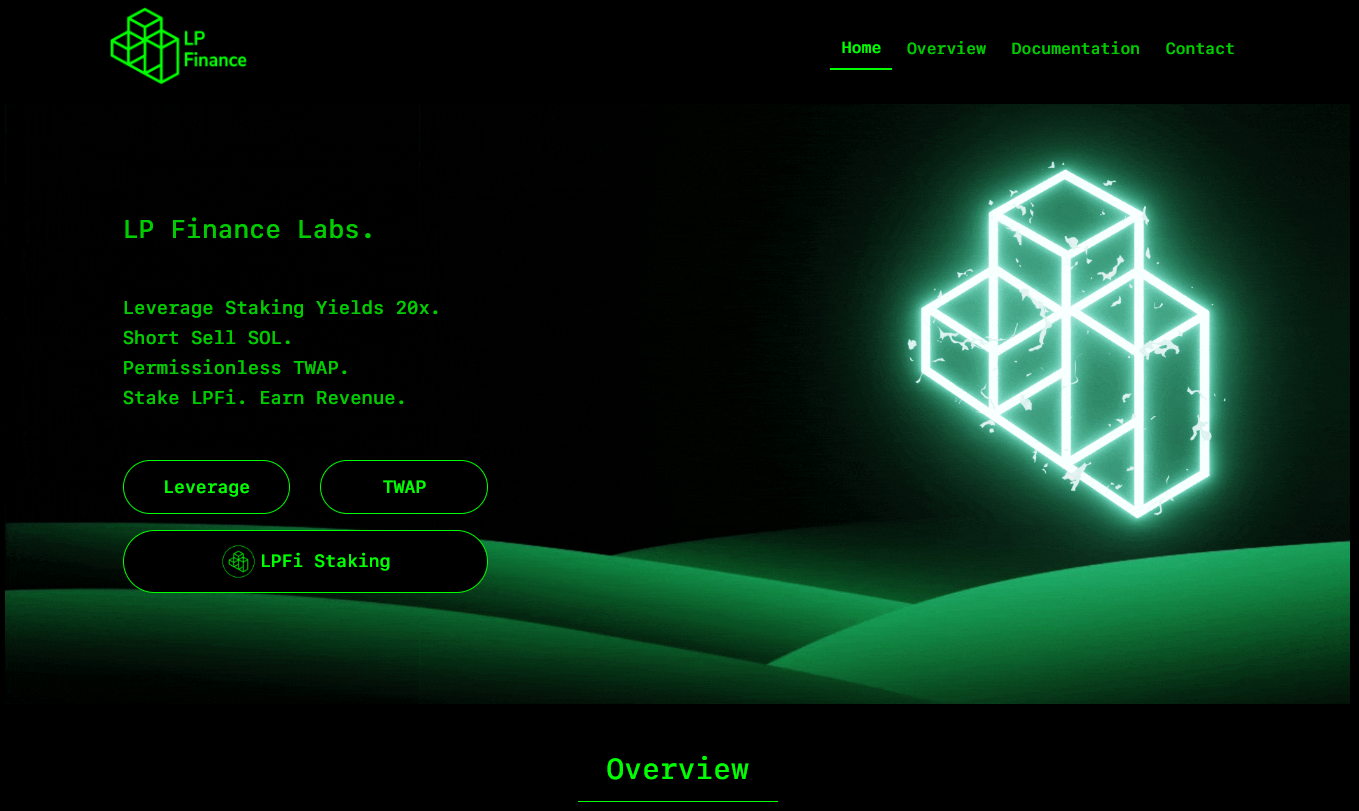 LP
Finance
Home Overview Documentation Contact
LP Finance Labs.
Leverage Staking Yields 20x.
Short Sell SOL.
Permissionless TWAP.
Stake LPFi. Earn Revenue.
Leverage TWAP
LPFi Staking
Overview